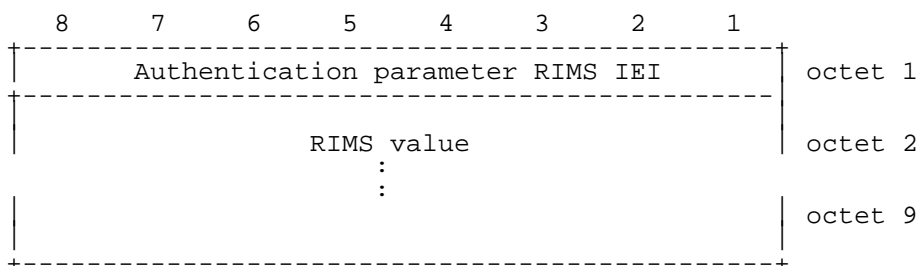 8 7 6 5 4 3 2 1
Authentication parameter RIMS IEI octet 1
RIMS value octet 2
:
:
octet 9